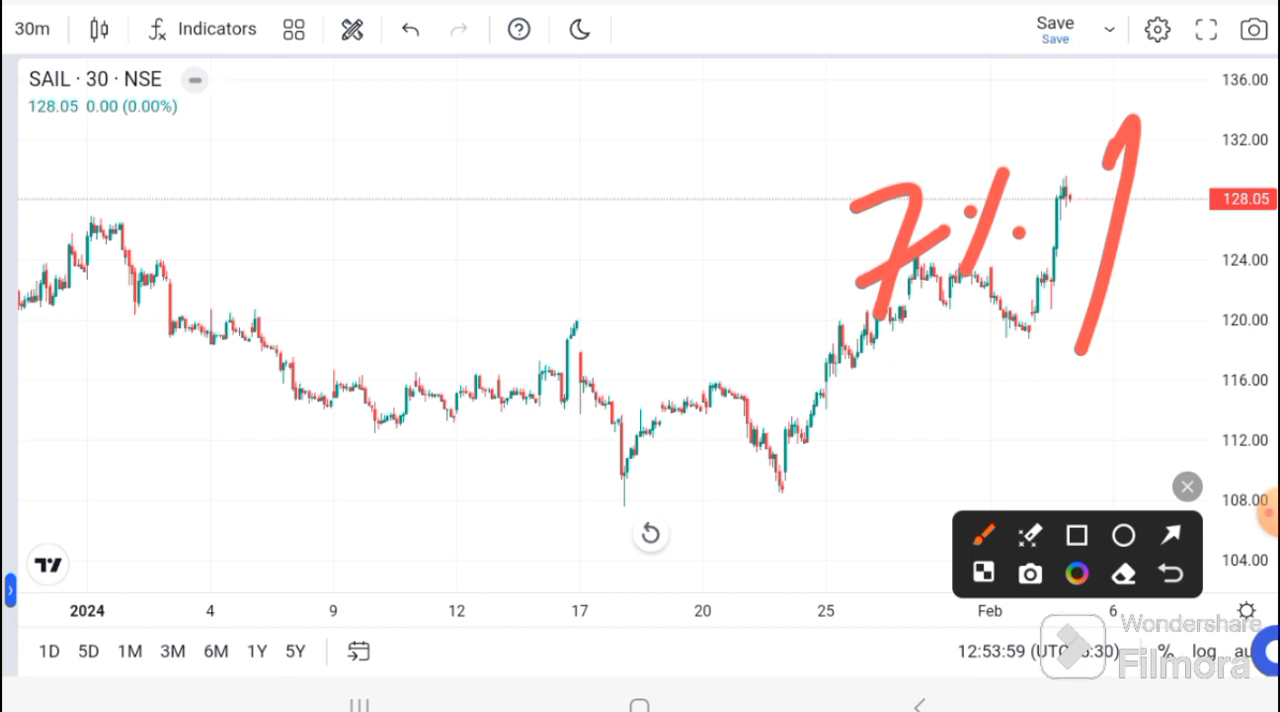 30m Indicators Save
Save
SAIL · 30 · NSE
128.05 0.00 (0.00%)
136.00
132.00
128.05
124.00
120.00
116.00
112.00
108.00
104.00
7%
2024 4 9 12 17 20 25 Feb 6
1D 5D 1M 3M 6M 1Y 5Y 12:53:59 % log
Wondershare
Filmora